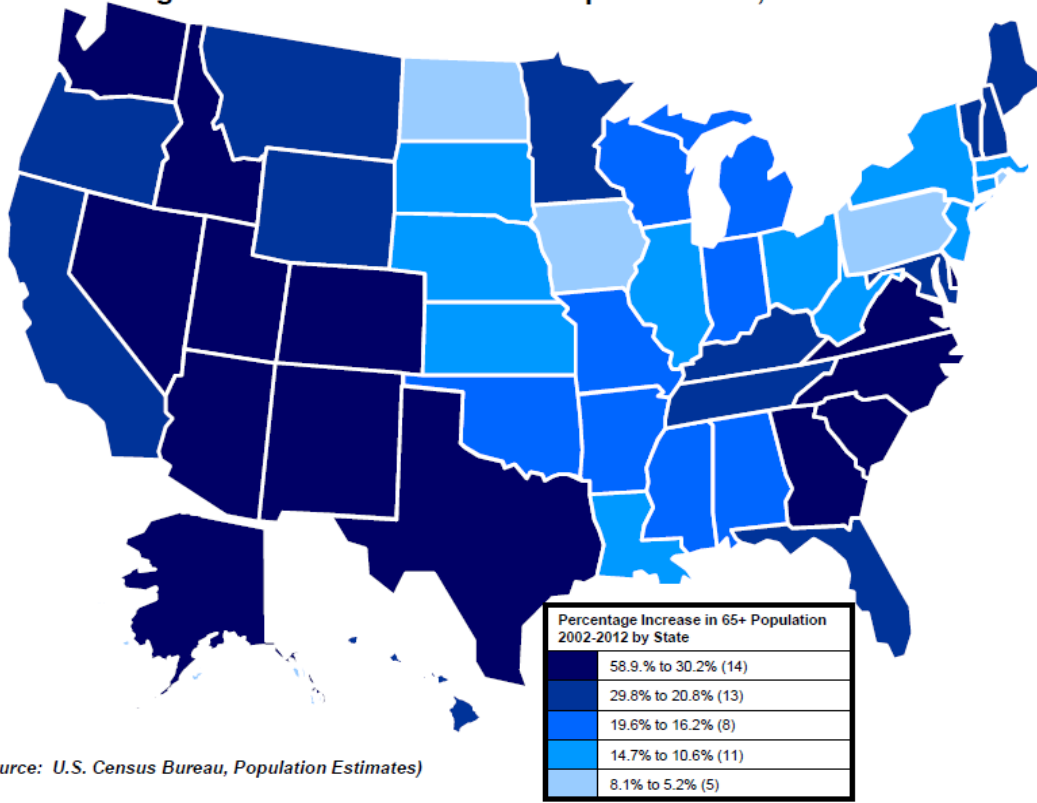 Percentage Increase in 65+ Population
2002-2012 by State
58.9.% to 30.2% (14)
29.8% to 20.8% (13)
19.6% to 16.2% (8)
14.7% to 10.6% (11)
8.1% to 5.2% (5)
urce: U.S. Census Bureau, Population Estimates)